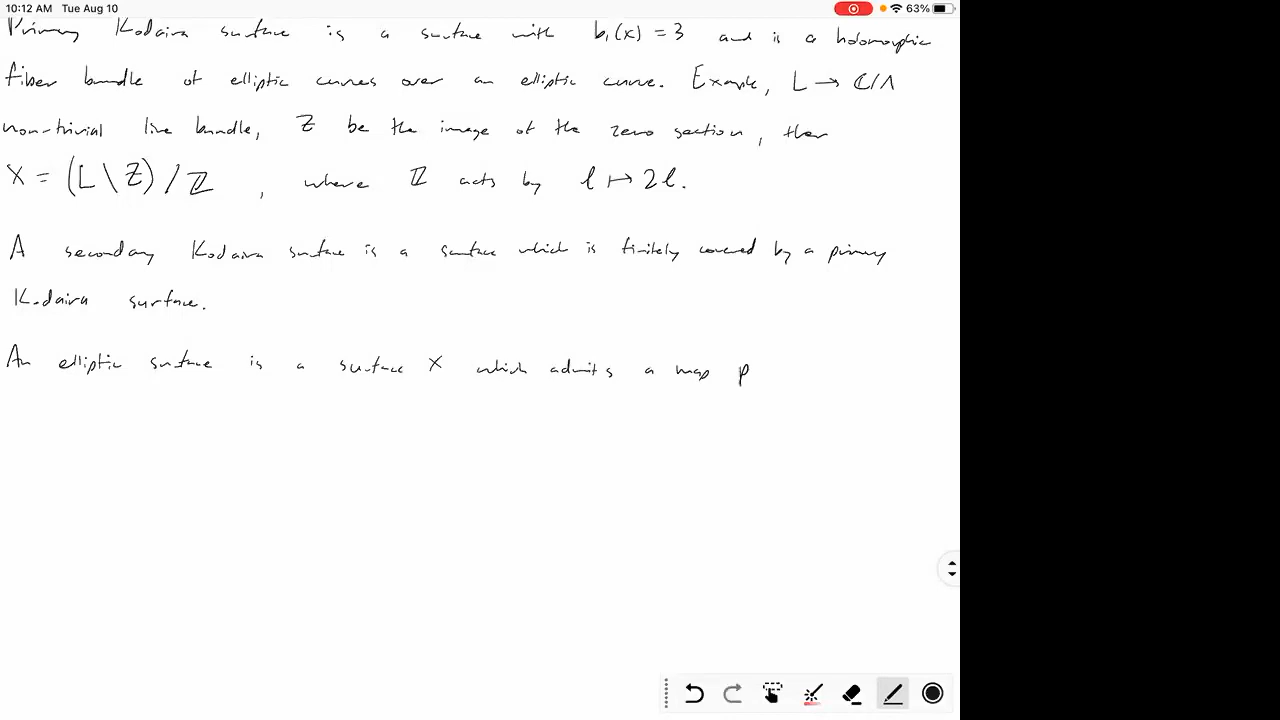 10:12 AM Tue Aug 10
63%
Primary Kodaira surface is a surface with b₁(X) = 3 and is a holomorphic
fiber bundle of elliptic curves over an elliptic curve. Example, L → ℂ/Λ
non-trivial line bundle, Z be the image of the zero section, then
X = (L \ Z) / ℤ , where ℤ acts by l ↦ 2l.
A secondary Kodaira surface is a surface which is finitely covered by a primary
Kodaira surface.
An elliptic surface is a surface X which admits a map p